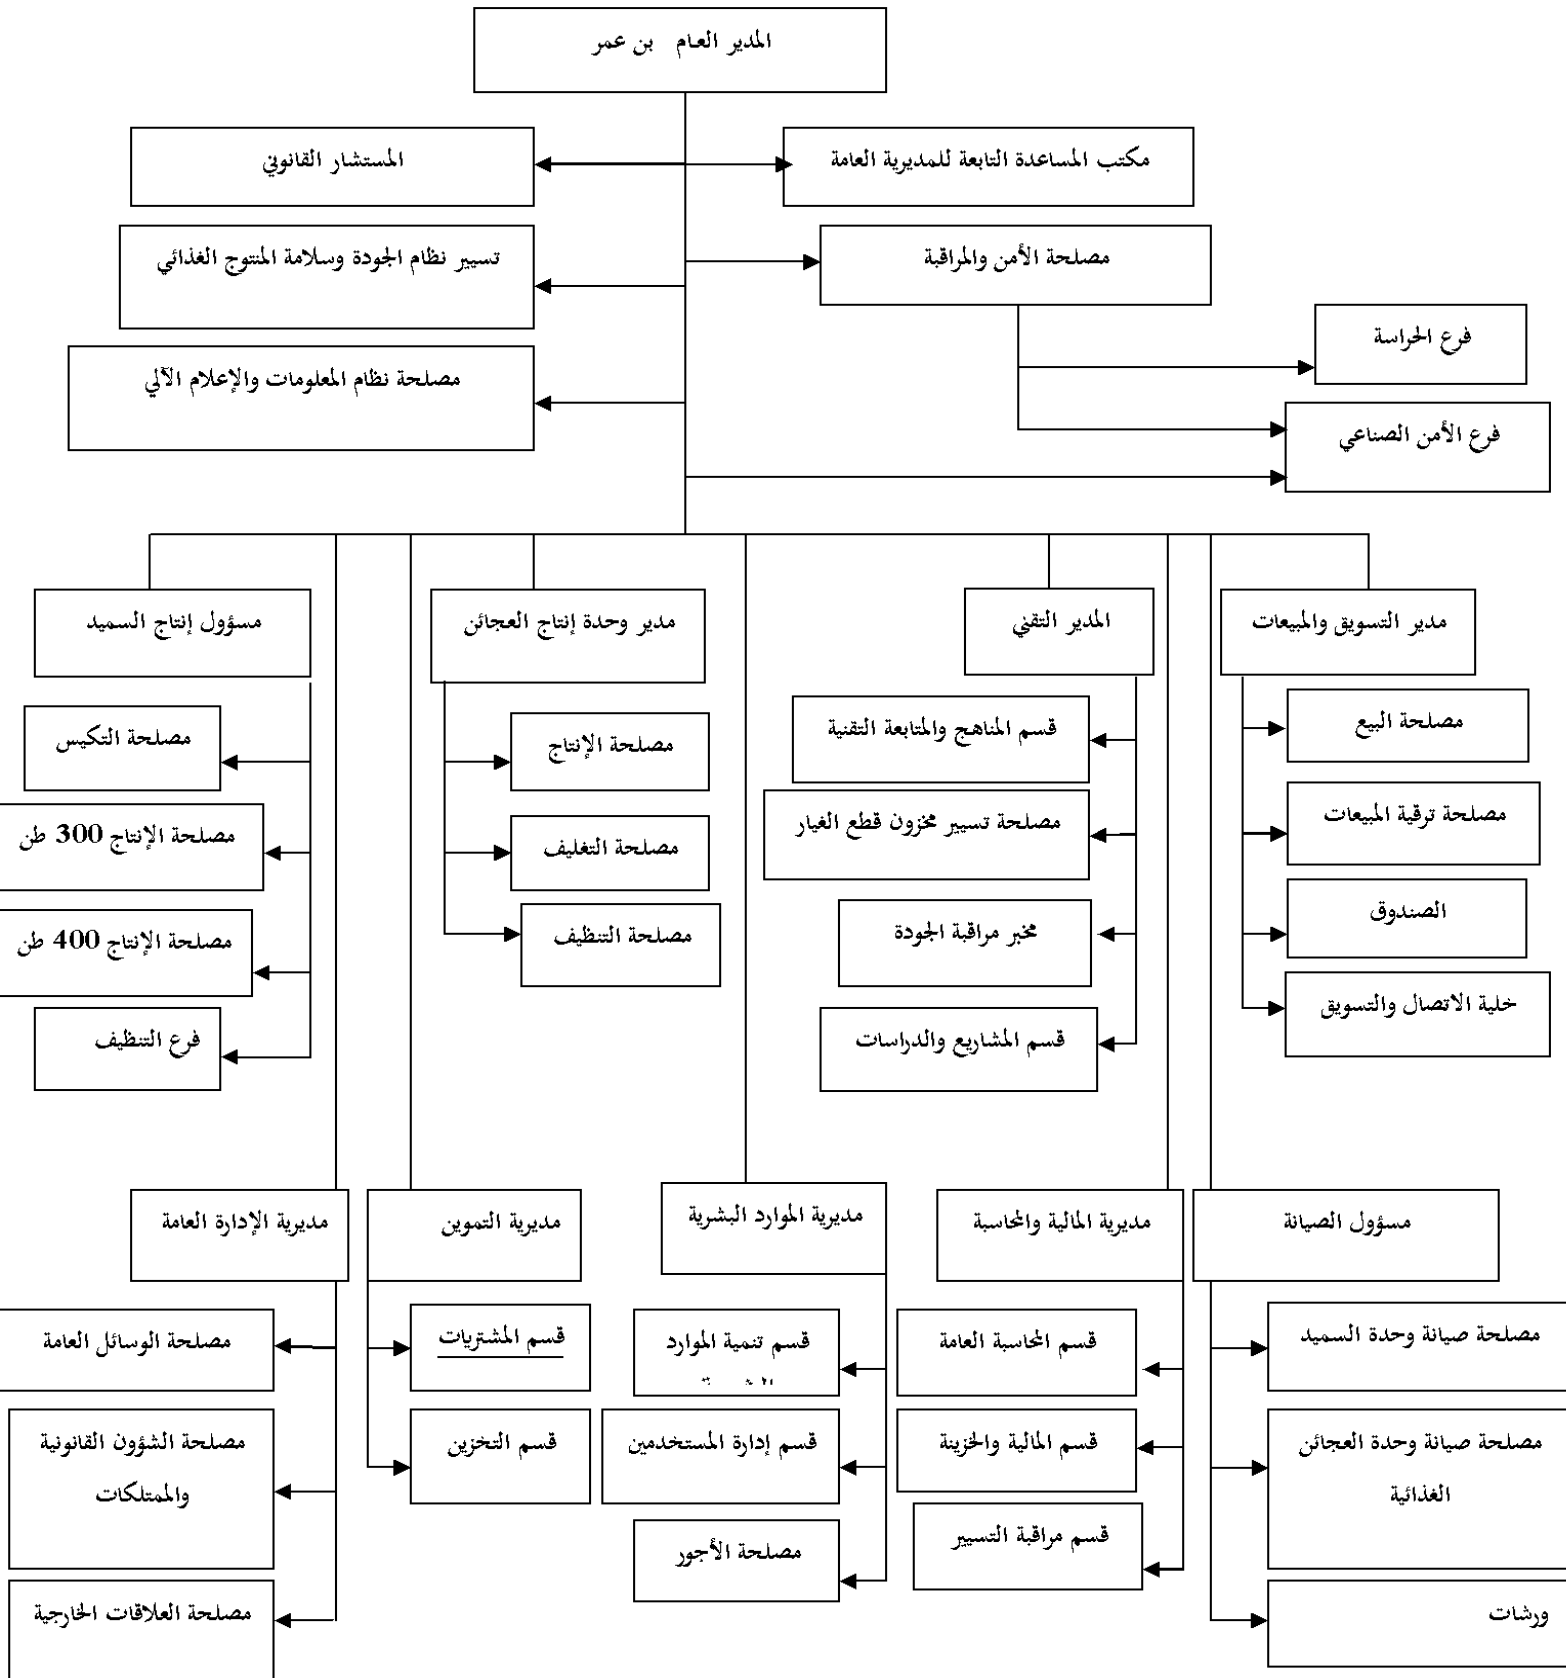 المدير العام بن عمر
مكتب المساعدة التابعة للمديرية العامة
المستشار القانوني
مصلحة الأمن والمراقبة
تسيير نظام الجودة وسلامة المنتوج الغذائي
فرع الحراسة
مصلحة نظام المعلومات والإعلام الآلي
فرع الأمن الصناعي
مدير التسويق والمبيعات
مصلحة البيع
مصلحة ترقية المبيعات
الصندوق
خلية الاتصال والتسويق
المدير التقني
قسم المناهج والمتابعة التقنية
مصلحة تسيير مخزون قطع الغيار
مخبر مراقبة الجودة
قسم المشاريع والدراسات
مدير وحدة إنتاج العجائن
مصلحة الإنتاج
مصلحة التغليف
مصلحة التنظيف
مسؤول إنتاج السميد
مصلحة التكيس
مصلحة الإنتاج 300 طن
مصلحة الإنتاج 400 طن
فرع التنظيف
مسؤول الصيانة
مصلحة صيانة وحدة السميد
مصلحة صيانة وحدة العجائن
الغذائية
ورشات
مديرية المالية والمحاسبة
قسم المحاسبة العامة
قسم المالية والخزينة
قسم مراقبة التسيير
مديرية الموارد البشرية
قسم تنمية الموارد
قسم إدارة المستخدمين
مصلحة الأجور
مديرية التموين
قسم المشتريات
قسم التخزين
مديرية الإدارة العامة
مصلحة الوسائل العامة
مصلحة الشؤون القانونية
والممتلكات
مصلحة العلاقات الخارجية